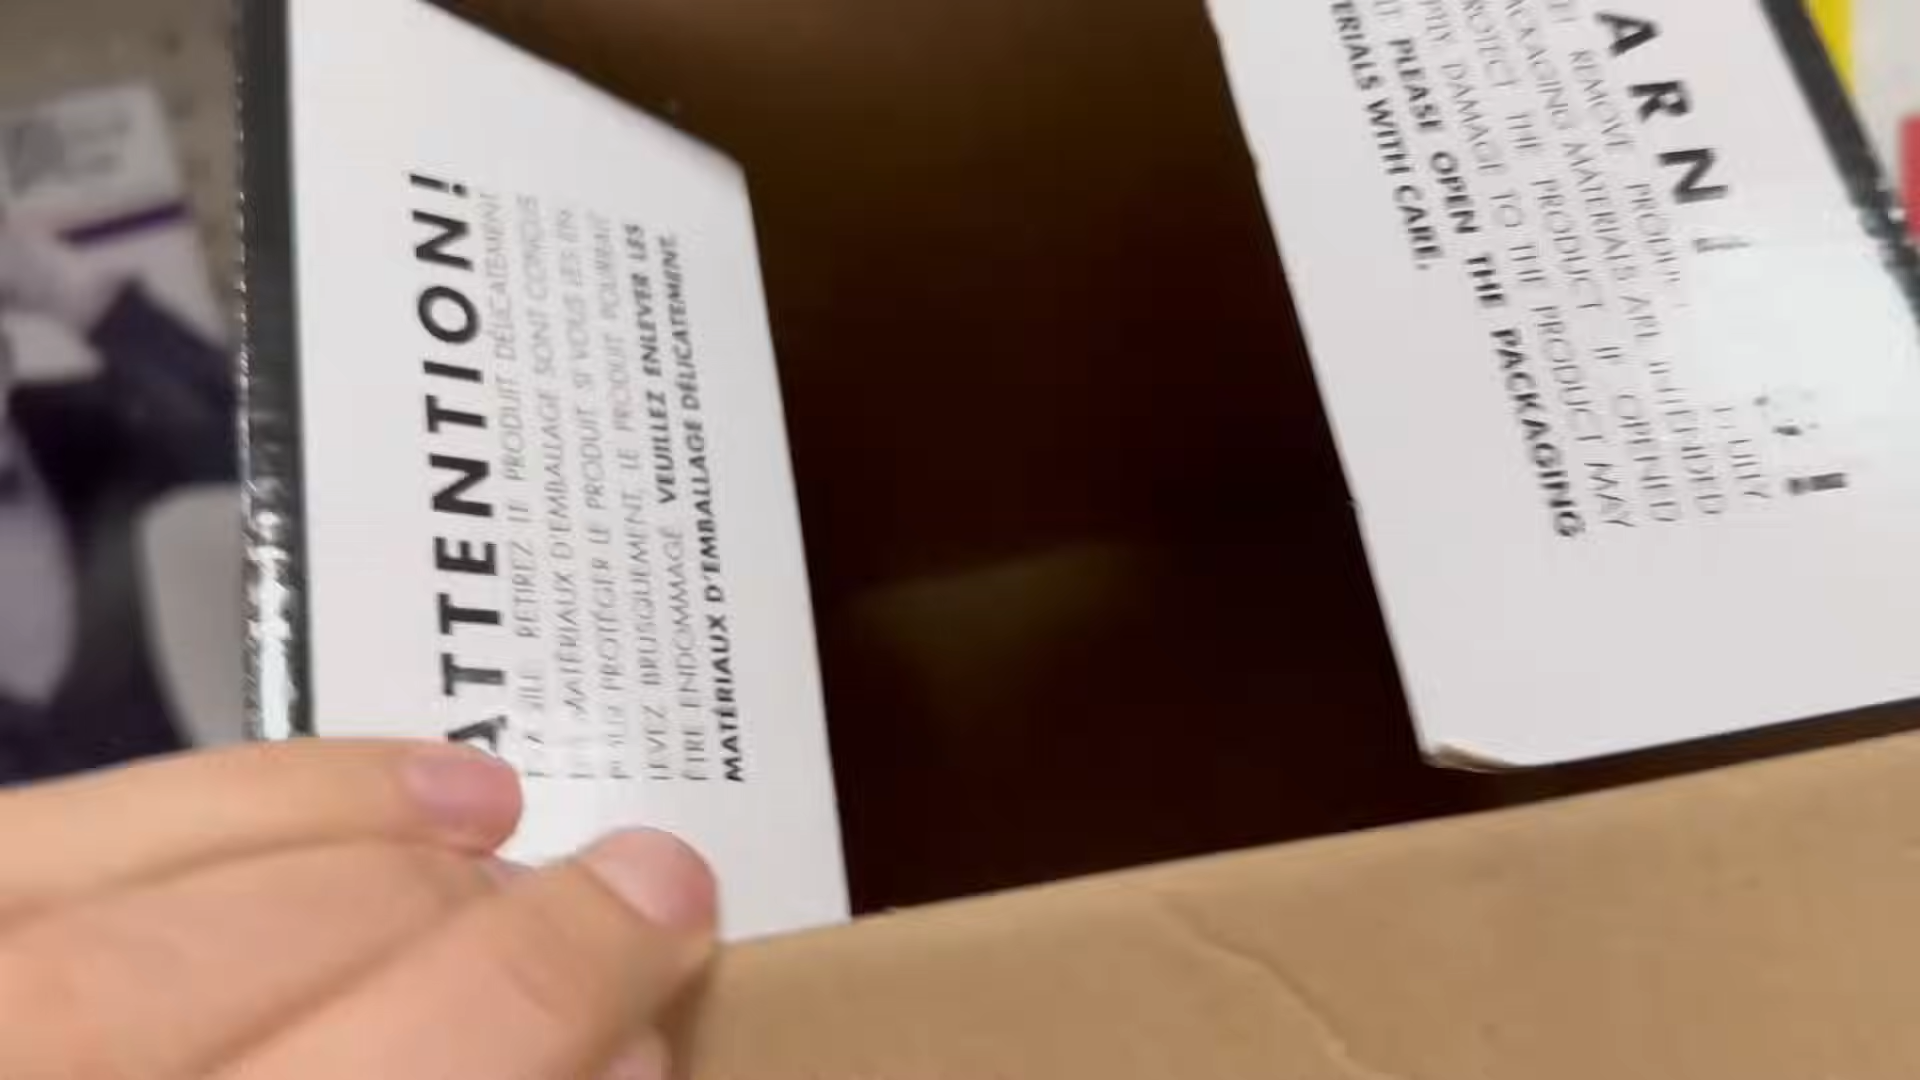 ATTENTION!
RETIREZ LE PRODUIT DÉLICATEMENT
MATÉRIAUX D'EMBALLAGE SONT CONÇUS
PROTÉGER LE PRODUIT SI VOUS LES EN
LEVEZ BRUSQUEMENT, LE PRODUIT POURRAIT
ÊTRE ENDOMMAGÉ VEUILLEZ ENLEVER LES
MATÉRIAUX D'EMBALLAGE DÉLICATEMENT.
ARN
REMOVE
PACKAGING MATERIALS ARE INTENDED
PROTECT THE PRODUCT IF OPENED
DAMAGE TO THE PRODUCT MAY
PLEASE OPEN THE PACKAGING
TERIALS WITH CARE.